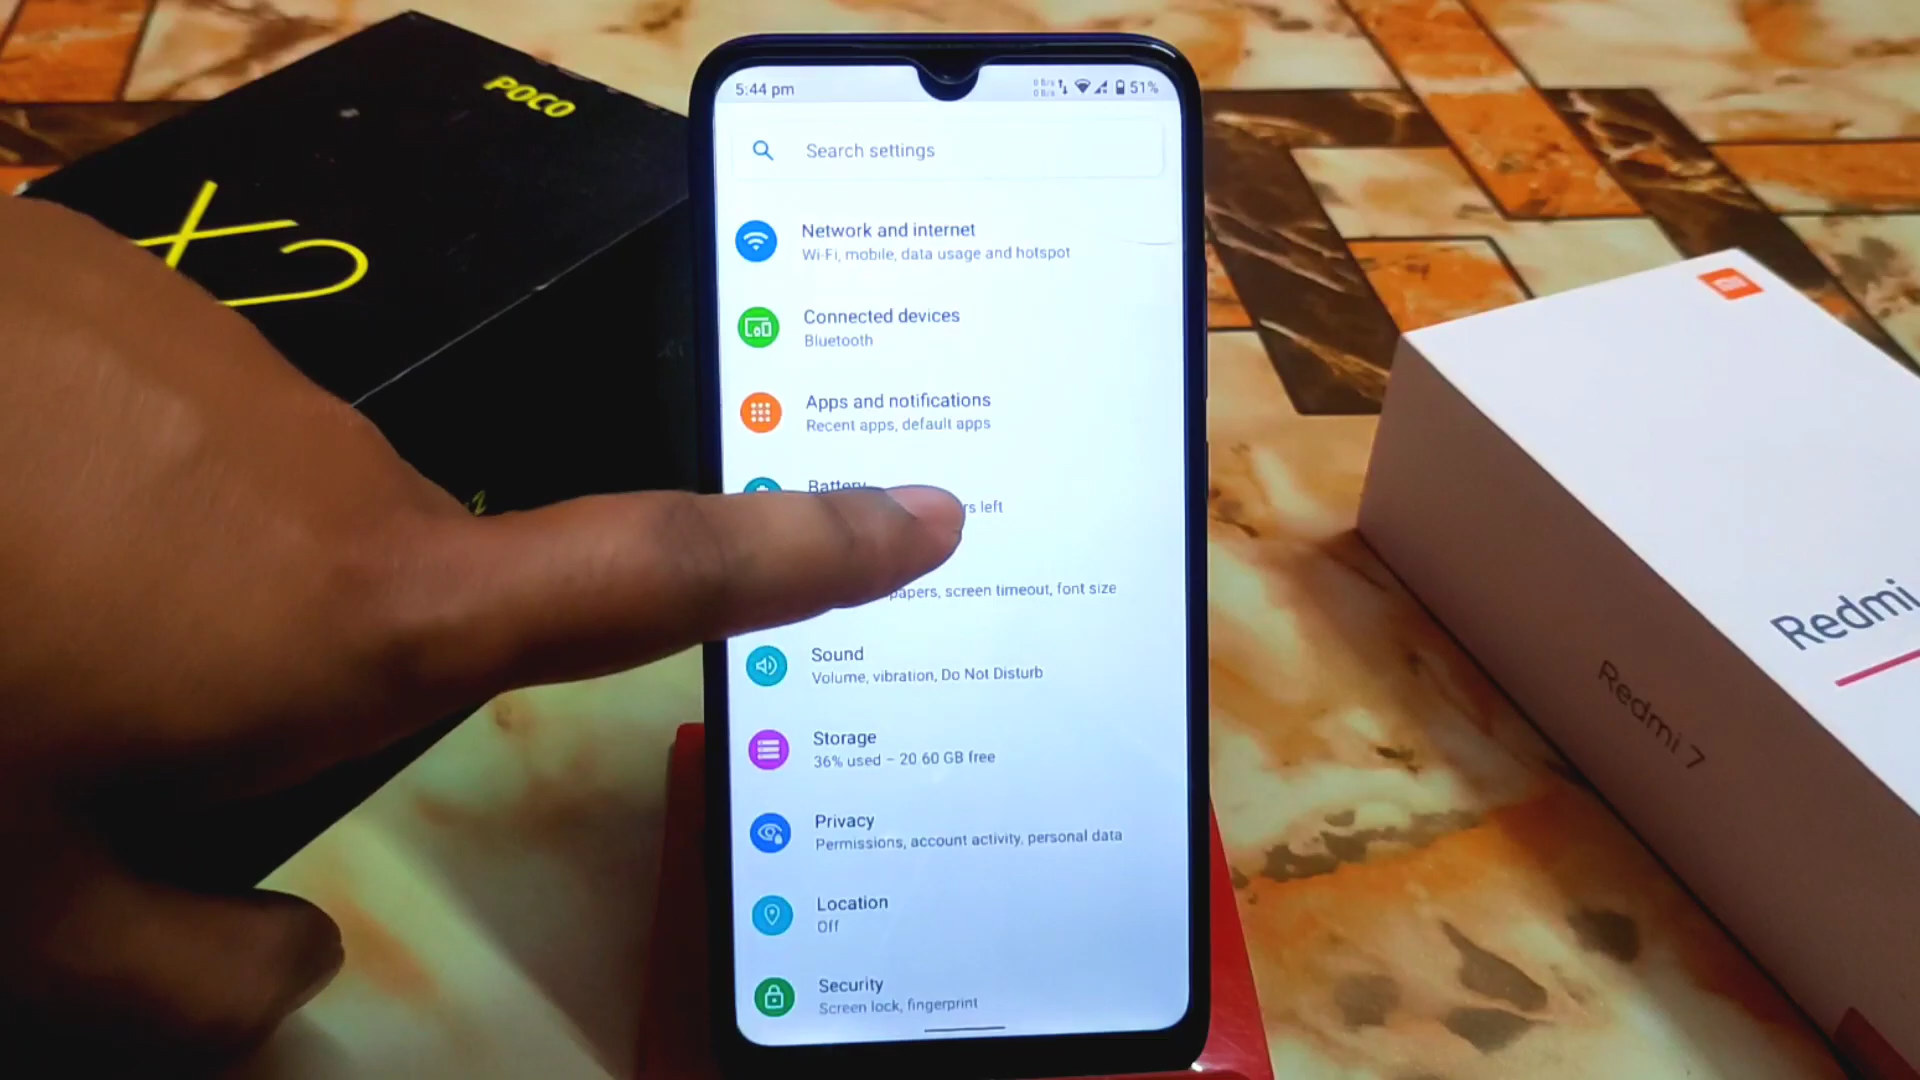 POCO
X2
5:44 pm
51%
Search settings
Network and internet
Wi-Fi, mobile, data usage and hotspot
Connected devices
Bluetooth
Apps and notifications
Recent apps, default apps
Battery
rs left
papers, screen timeout, font size
Sound
Volume, vibration, Do Not Disturb
Storage
36% used – 20.60 GB free
Privacy
Permissions, account activity, personal data
Location
Off
Security
Screen lock, fingerprint
Redmi
Redmi 7